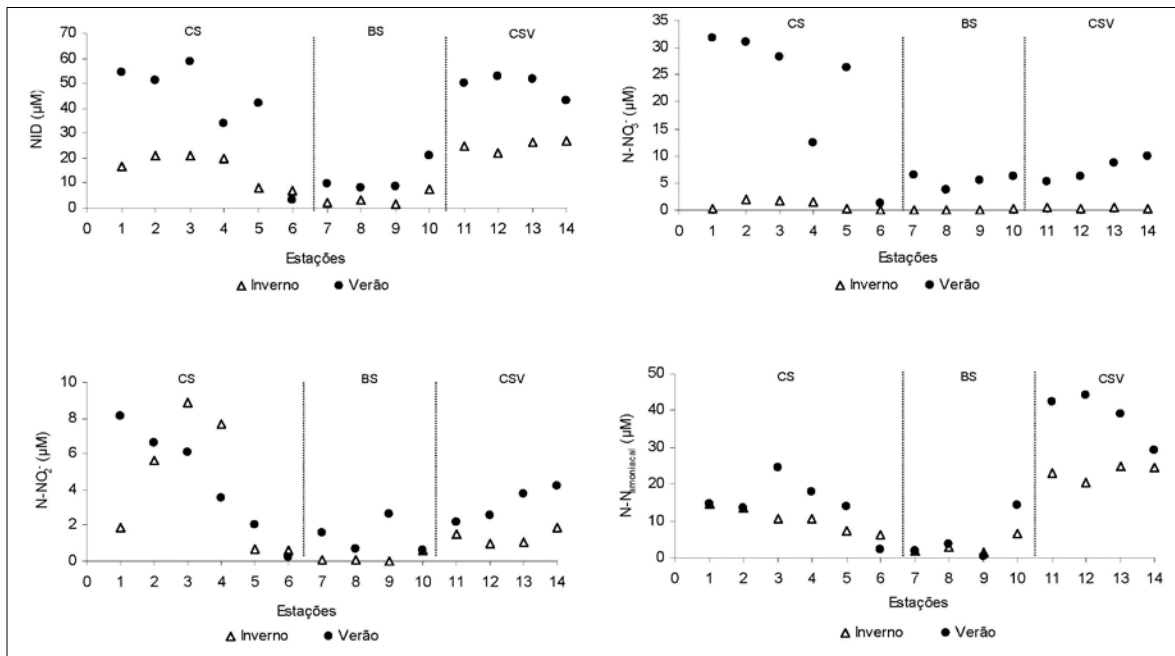 CS BS CSV
NID (µM)
70
60
50
40
30
20
10
0
0 1 2 3 4 5 6 7 8 9 10 11 12 13 14
Estações
△ Inverno ● Verão
CS BS CSV
N-NO₃⁻ (µM)
35
30
25
20
15
10
5
0
0 1 2 3 4 5 6 7 8 9 10 11 12 13 14
Estações
△ Inverno ● Verão
CS BS CSV
N-NO₂⁻ (µM)
10
8
6
4
2
0
0 1 2 3 4 5 6 7 8 9 10 11 12 13 14
Estações
△ Inverno ● Verão
CS BS CSV
N-Namoniacal (µM)
50
40
30
20
10
0
0 1 2 3 4 5 6 7 8 9 10 11 12 13 14
Estações
△ Inverno ● Verão